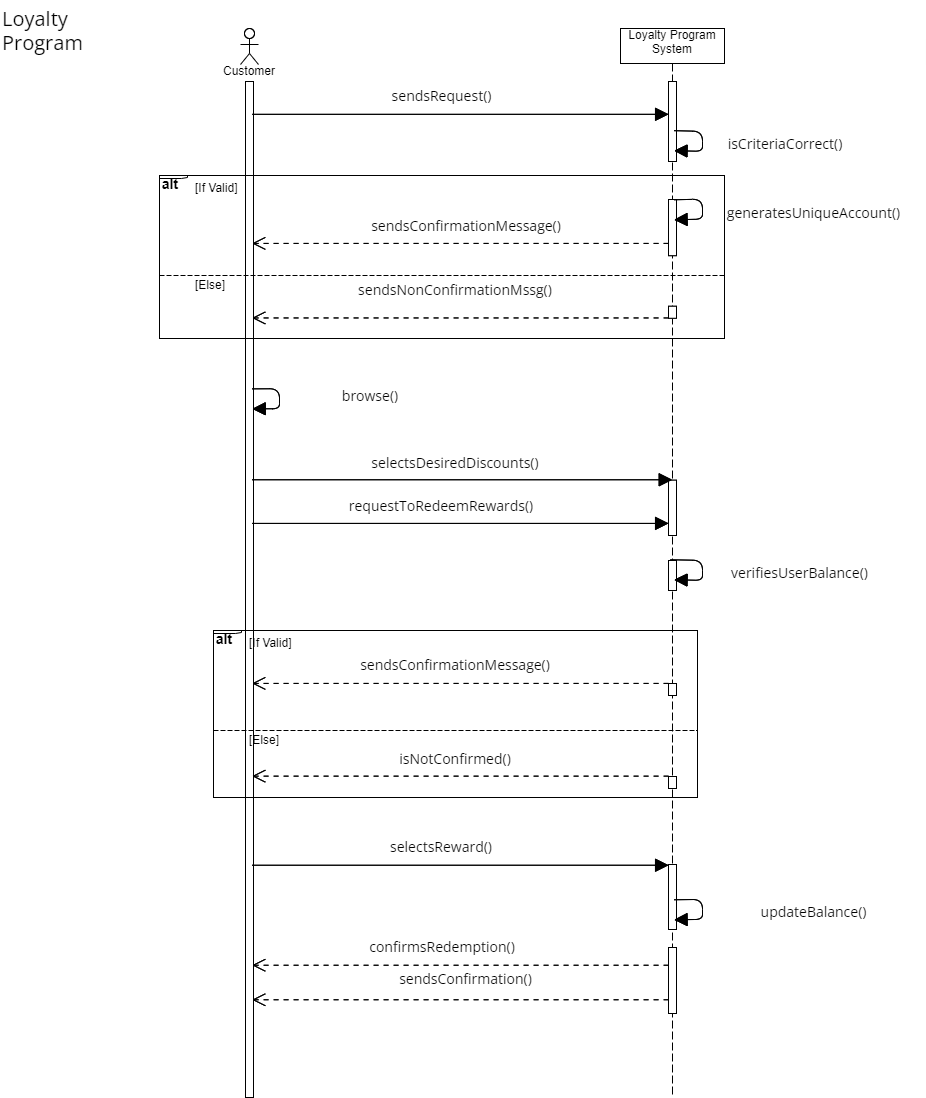 Loyalty
Program
Customer
Loyalty Program
System
sendsRequest()
isCriteriaCorrect()
alt
[If Valid]
generatesUniqueAccount()
sendsConfirmationMessage()
[Else]
sendsNonConfirmationMssg()
browse()
selectsDesiredDiscounts()
requestToRedeemRewards()
verifiesUserBalance()
alt
[If Valid]
sendsConfirmationMessage()
[Else]
isNotConfirmed()
selectsReward()
updateBalance()
confirmsRedemption()
sendsConfirmation()